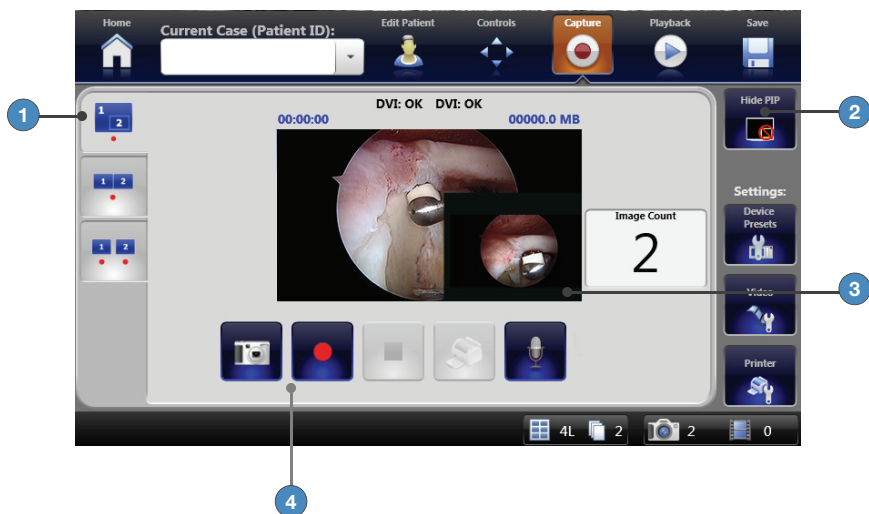 Home
Current Case (Patient ID):
Edit Patient
Controls
Capture
Playback
Save
1
1
2
DVI: OK DVI: OK
00:00:00
00000.0 MB
Hide PIP
2
1 2
Settings:
Image Count
2
Device
Presets
1 2
Video
3
Printer
4L 2
2
0
4